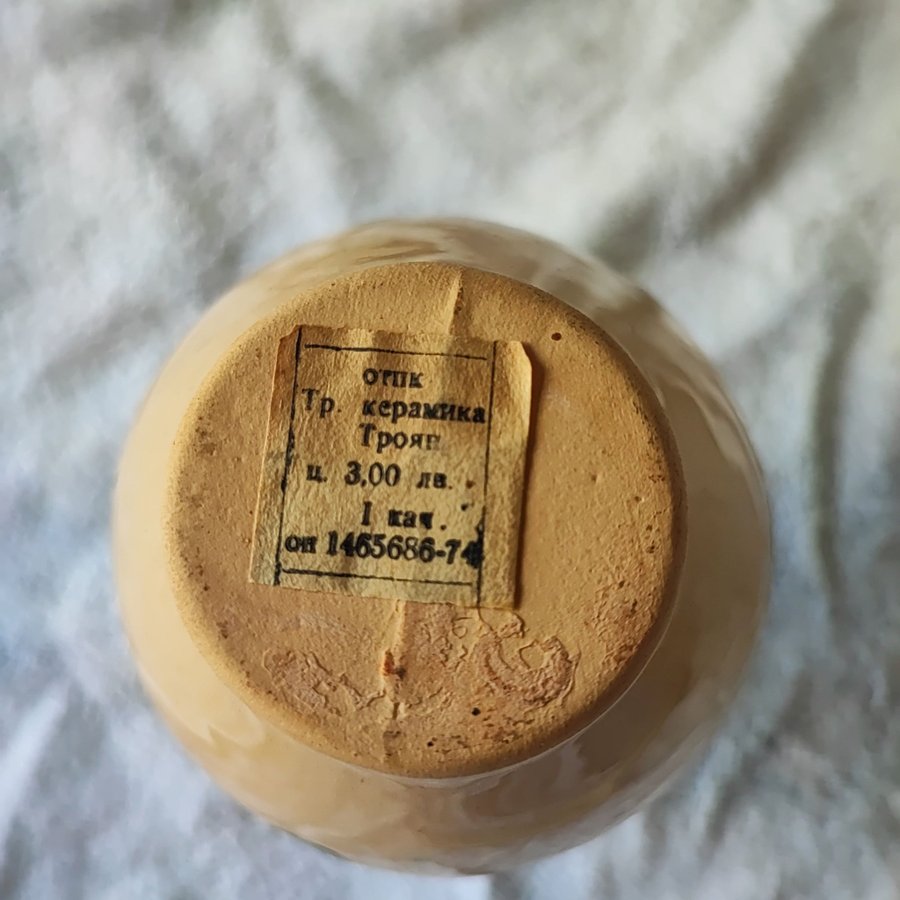 отпк
Тр. керамика
Троян
ц. 3,00 лв.
I кач.
он 1465686-74